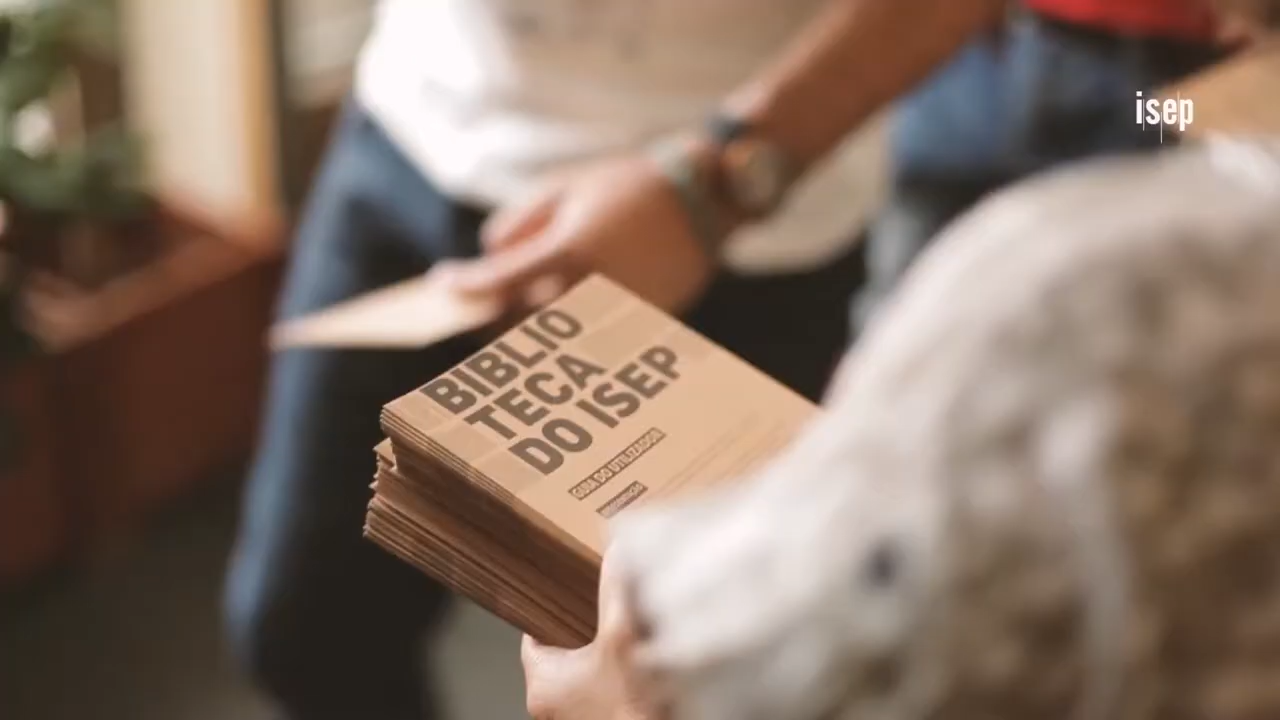 isep
BIBLIO
TECA
DO ISEP
GUIA DO UTILIZADOR